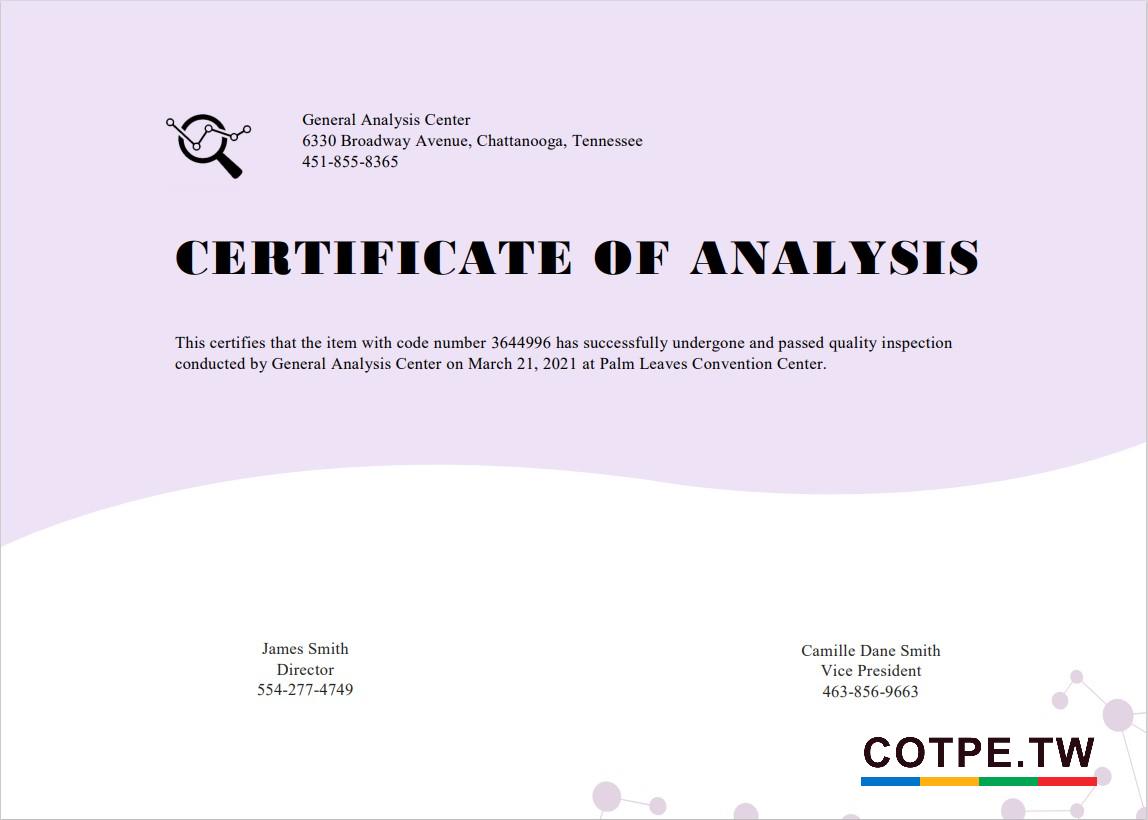 General Analysis Center
6330 Broadway Avenue, Chattanooga, Tennessee
451-855-8365
CERTIFICATE OF ANALYSIS
This certifies that the item with code number 3644996 has successfully undergone and passed quality inspection
conducted by General Analysis Center on March 21, 2021 at Palm Leaves Convention Center.
James Smith
Director
554-277-4749
Camille Dane Smith
Vice President
463-856-9663
COTPE.TW